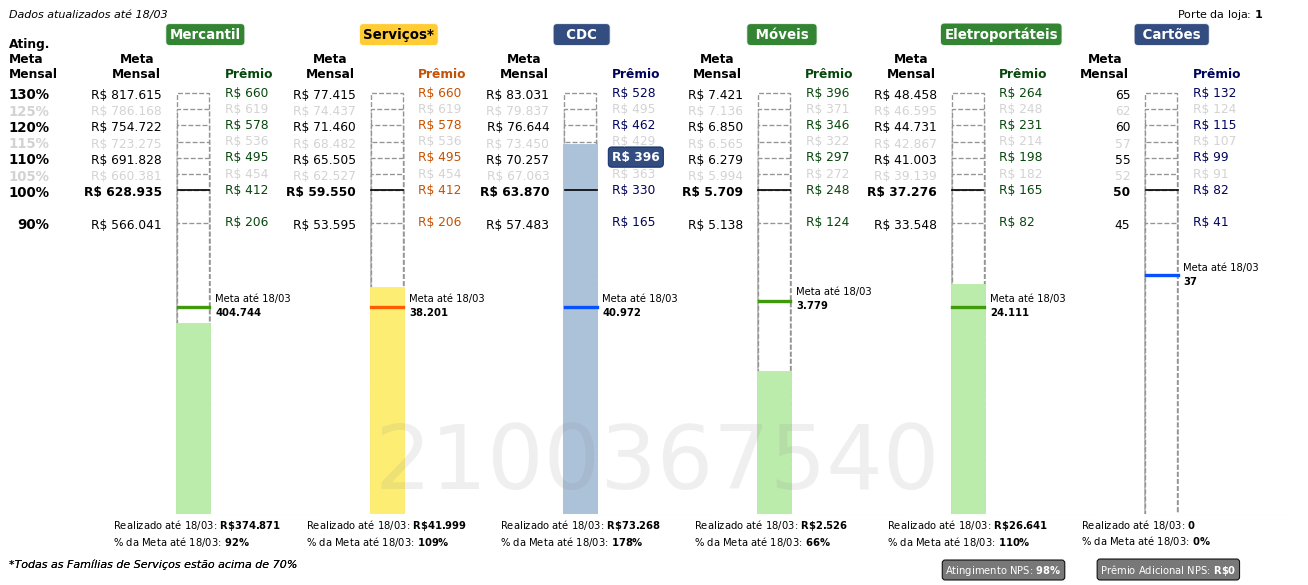 Dados atualizados até 18/03 Porte da loja: 1
Mercantil Serviços* CDC Móveis Eletroportáteis Cartões
Ating. Meta Mensal Meta Mensal Prêmio Meta Mensal Prêmio Meta Mensal Prêmio Meta Mensal Prêmio Meta Mensal Prêmio Meta Mensal Prêmio
130% R$ 817.615 R$ 660 R$ 77.415 R$ 660 R$ 83.031 R$ 528 R$ 7.421 R$ 396 R$ 48.458 R$ 264 65 R$ 132
125% R$ 786.168 R$ 619 R$ 74.437 R$ 619 R$ 79.837 R$ 495 R$ 7.136 R$ 371 R$ 46.595 R$ 248 62 R$ 124
120% R$ 754.722 R$ 578 R$ 71.460 R$ 578 R$ 76.644 R$ 462 R$ 6.850 R$ 346 R$ 44.731 R$ 231 60 R$ 115
115% R$ 723.275 R$ 536 R$ 68.482 R$ 536 R$ 73.450 R$ 429 R$ 6.565 R$ 322 R$ 42.867 R$ 214 57 R$ 107
110% R$ 691.828 R$ 495 R$ 65.505 R$ 495 R$ 70.257 R$ 396 R$ 6.279 R$ 297 R$ 41.003 R$ 198 55 R$ 99
105% R$ 660.381 R$ 454 R$ 62.527 R$ 454 R$ 67.063 R$ 363 R$ 5.994 R$ 272 R$ 39.139 R$ 182 52 R$ 91
100% R$ 628.935 R$ 412 R$ 59.550 R$ 412 R$ 63.870 R$ 330 R$ 5.709 R$ 248 R$ 37.276 R$ 165 50 R$ 82
90% R$ 566.041 R$ 206 R$ 53.595 R$ 206 R$ 57.483 R$ 165 R$ 5.138 R$ 124 R$ 33.548 R$ 82 45 R$ 41
Meta até 18/03 Meta até 18/03 Meta até 18/03 Meta até 18/03 Meta até 18/03 Meta até 18/03
404.744 38.201 40.972 3.779 24.111 37
2100367540
Realizado até 18/03: R$374.871 Realizado até 18/03: R$41.999 Realizado até 18/03: R$73.268 Realizado até 18/03: R$2.526 Realizado até 18/03: R$26.641 Realizado até 18/03: 0
% da Meta até 18/03: 92% % da Meta até 18/03: 109% % da Meta até 18/03: 178% % da Meta até 18/03: 66% % da Meta até 18/03: 110% % da Meta até 18/03: 0%
*Todas as Famílias de Serviços estão acima de 70% Atingimento NPS: 98% Prêmio Adicional NPS: R$0